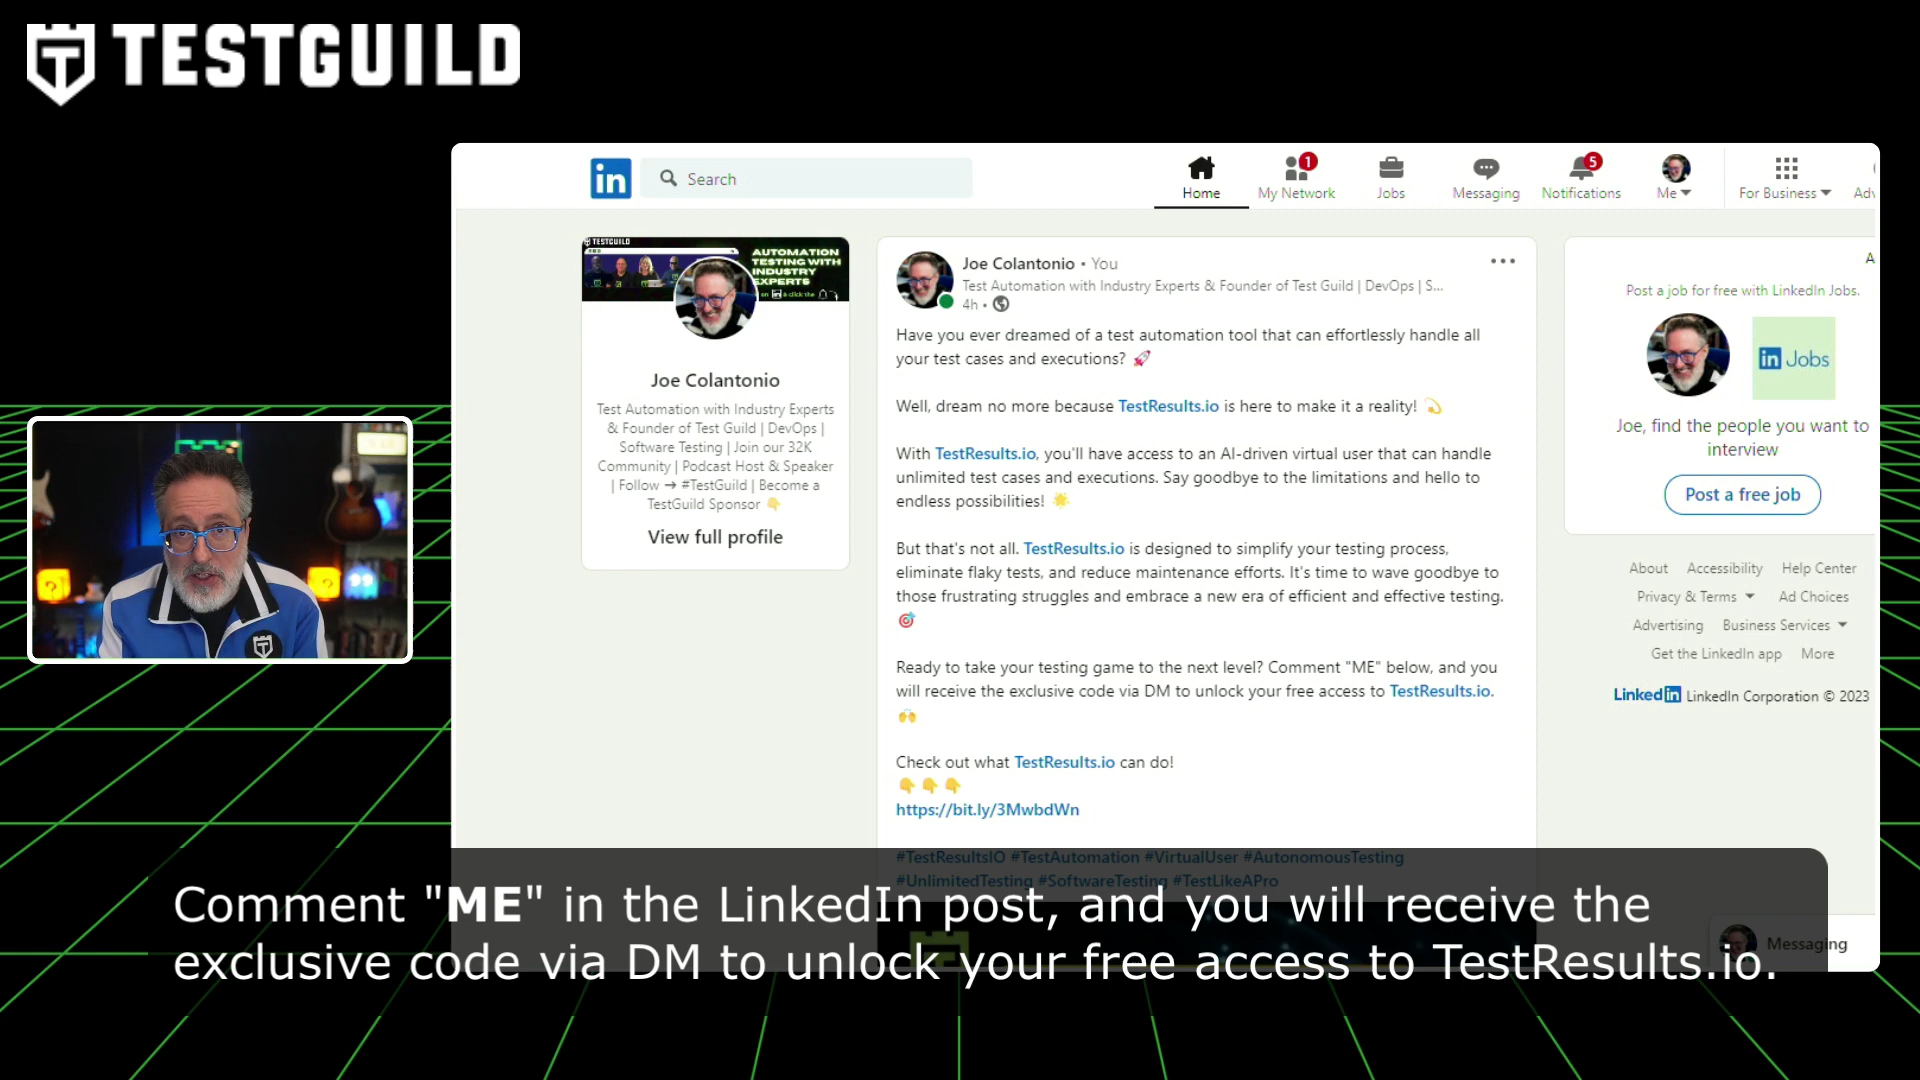 TESTGUILD
in
Search
Home
1
My Network
Jobs
Messaging
5
Notifications
Me
For Business
Adv
TESTGUILD
AUTOMATION
TESTING WITH
INDUSTRY
EXPERTS
Joe Colantonio
Test Automation with Industry Experts
& Founder of Test Guild | DevOps |
Software Testing | Join our 32K
Community | Podcast Host & Speaker
| Follow → #TestGuild | Become a
TestGuild Sponsor 👇
View full profile
Joe Colantonio • You
Test Automation with Industry Experts & Founder of Test Guild | DevOps | S...
4h •
Have you ever dreamed of a test automation tool that can effortlessly handle all
your test cases and executions? 🚀
Well, dream no more because TestResults.io is here to make it a reality! 💫
With TestResults.io, you'll have access to an AI-driven virtual user that can handle
unlimited test cases and executions. Say goodbye to the limitations and hello to
endless possibilities! 🌟
But that's not all. TestResults.io is designed to simplify your testing process,
eliminate flaky tests, and reduce maintenance efforts. It's time to wave goodbye to
those frustrating struggles and embrace a new era of efficient and effective testing.
🎯
Ready to take your testing game to the next level? Comment "ME" below, and you
will receive the exclusive code via DM to unlock your free access to TestResults.io.
🙌
Check out what TestResults.io can do!
👇👇👇
https://bit.ly/3MwbdWn
#TestResultsIO #TestAutomation #VirtualUser #AutonomousTesting
#UnlimitedTesting #SoftwareTesting #TestLikeAPro
A
Post a job for free with LinkedIn Jobs.
in Jobs
Joe, find the people you want to
interview
Post a free job
About Accessibility Help Center
Privacy & Terms Ad Choices
Advertising Business Services
Get the LinkedIn app More
LinkedIn LinkedIn Corporation © 2023
Messaging
Comment "ME" in the LinkedIn post, and you will receive the
exclusive code via DM to unlock your free access to TestResults.io.